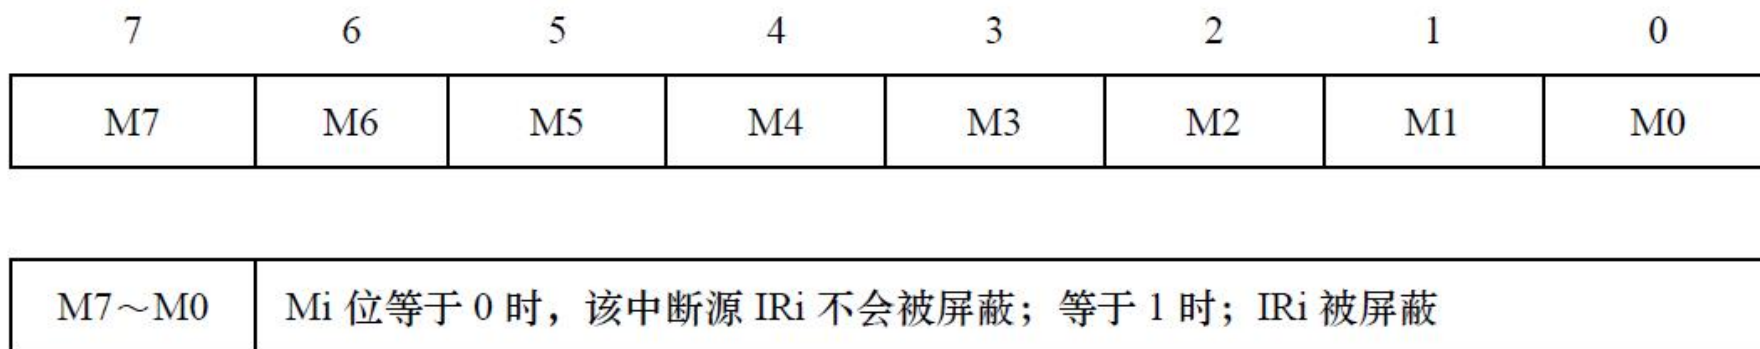 7 6 5 4 3 2 1 0
M7 M6 M5 M4 M3 M2 M1 M0
M7～M0 Mi 位等于 0 时，该中断源 IRi 不会被屏蔽；等于 1 时；IRi 被屏蔽